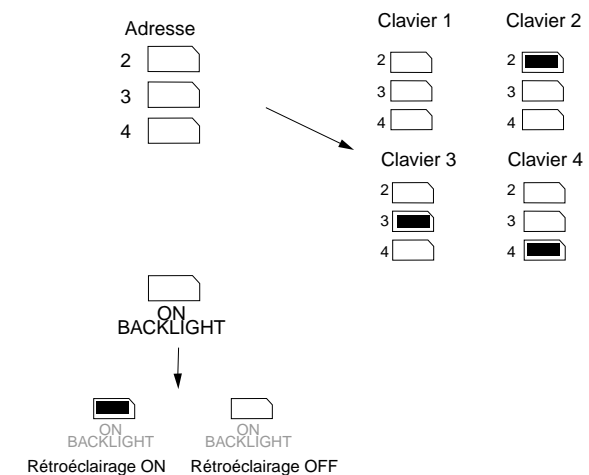 Adresse
2
3
4
Clavier 1
2
3
4
Clavier 2
2
3
4
Clavier 3
2
3
4
Clavier 4
2
3
4
ON
BACKLIGHT
ON
BACKLIGHT
Rétroéclairage ON
ON
BACKLIGHT
Rétroéclairage OFF